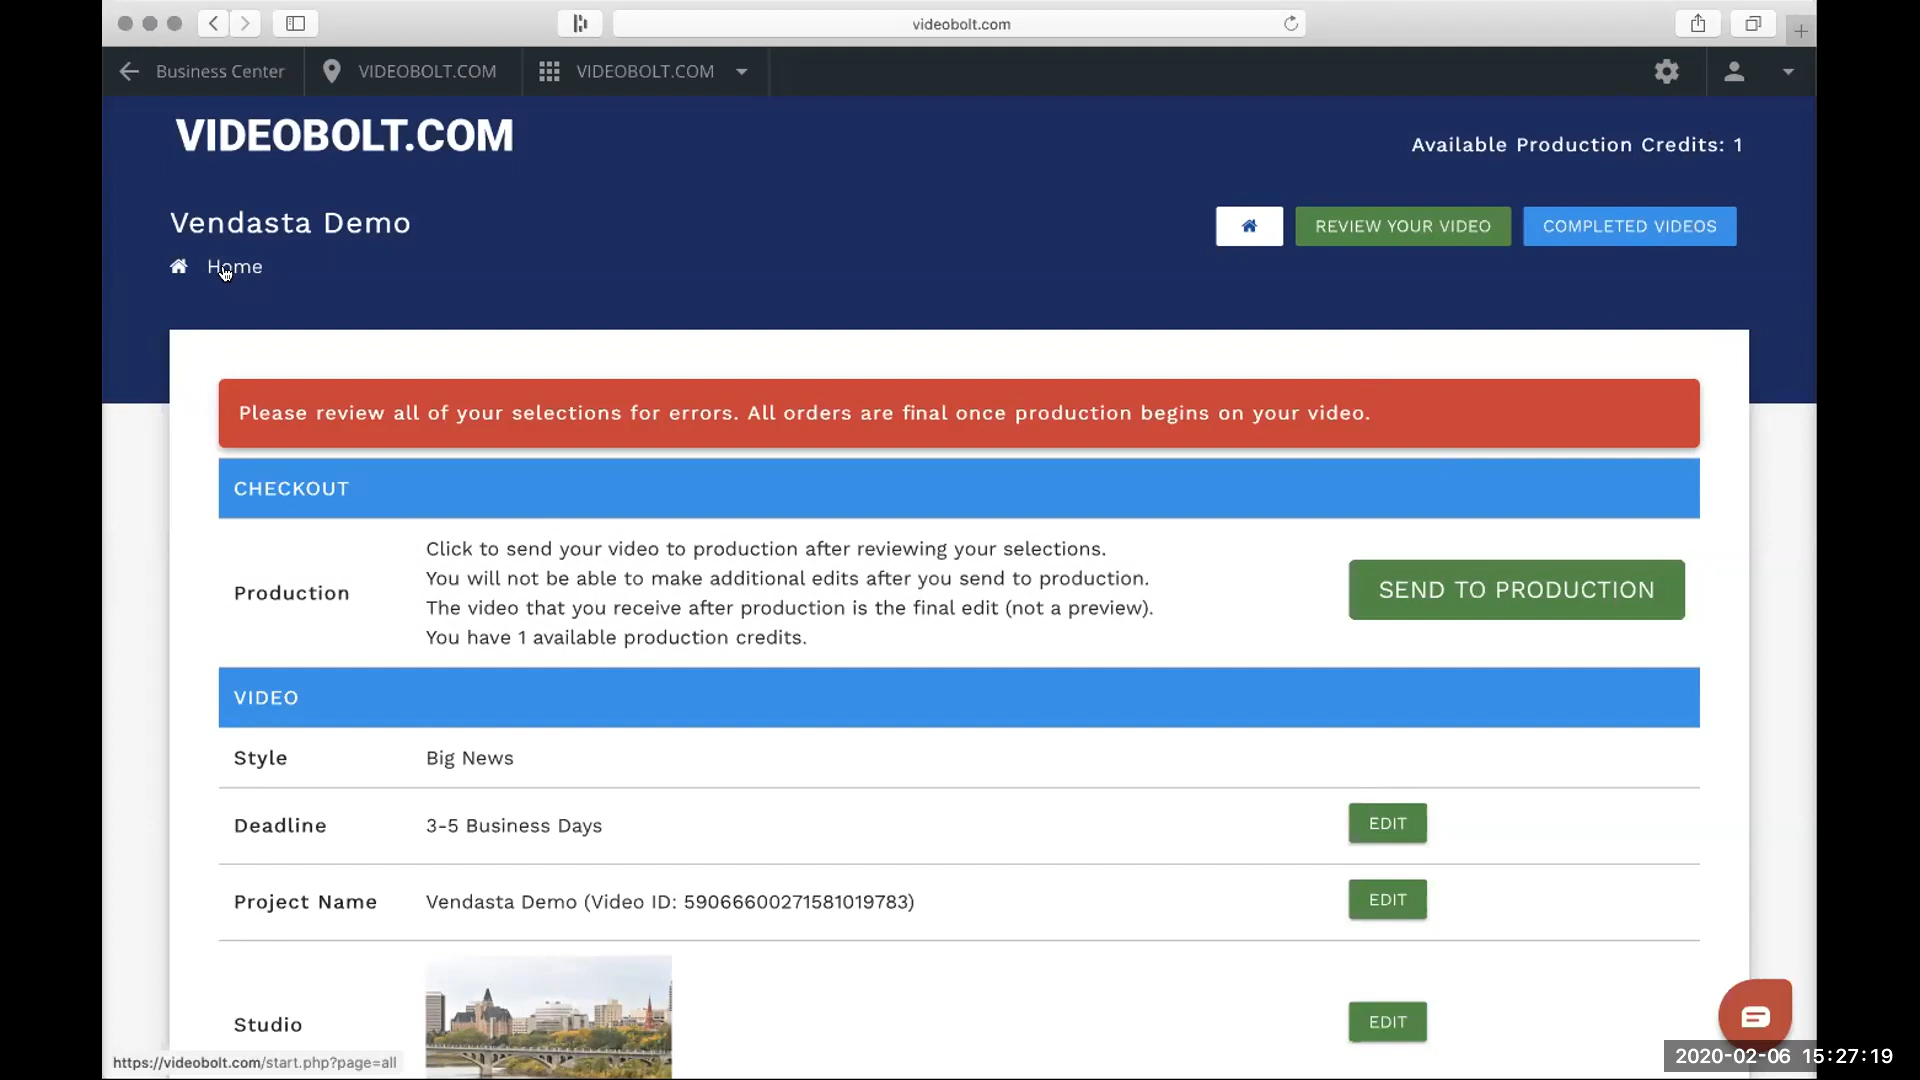 videobolt.com
Business Center
VIDEOBOLT.COM
VIDEOBOLT.COM
VIDEOBOLT.COM
Available Production Credits: 1
Vendasta Demo
REVIEW YOUR VIDEO
COMPLETED VIDEOS
Home
Please review all of your selections for errors. All orders are final once production begins on your video.
CHECKOUT
Production
Click to send your video to production after reviewing your selections.
You will not be able to make additional edits after you send to production.
The video that you receive after production is the final edit (not a preview).
You have 1 available production credits.
SEND TO PRODUCTION
VIDEO
Style
Big News
Deadline
3-5 Business Days
EDIT
Project Name
Vendasta Demo (Video ID: 59066600271581019783)
EDIT
Studio
EDIT
https://videobolt.com/start.php?page=all
2020-02-06 15:27:19